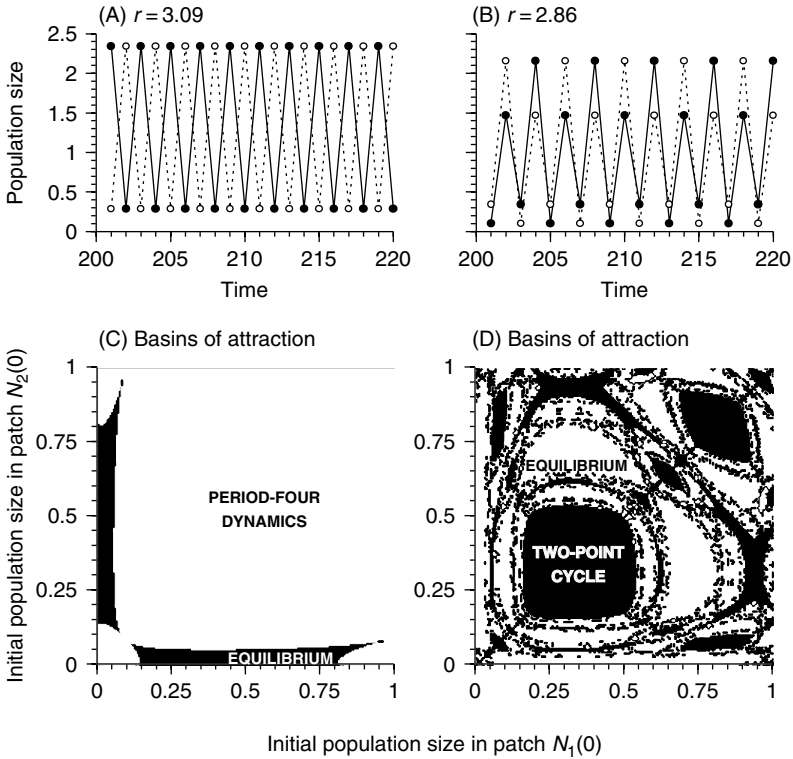 (A) r = 3.09
(B) r = 2.86
Population size
2.5
2
1.5
1
0.5
0
200 205 210 215 220
200 205 210 215 220
Time
Time
(C) Basins of attraction
(D) Basins of attraction
Initial population size in patch N₂(0)
1
0.75
0.5
0.25
0
PERIOD-FOUR
DYNAMICS
EQUILIBRIUM
0 0.25 0.5 0.75 1
1
0.75
0.5
0.25
0
EQUILIBRIUM
TWO-POINT
CYCLE
0 0.25 0.5 0.75 1
Initial population size in patch N₁(0)